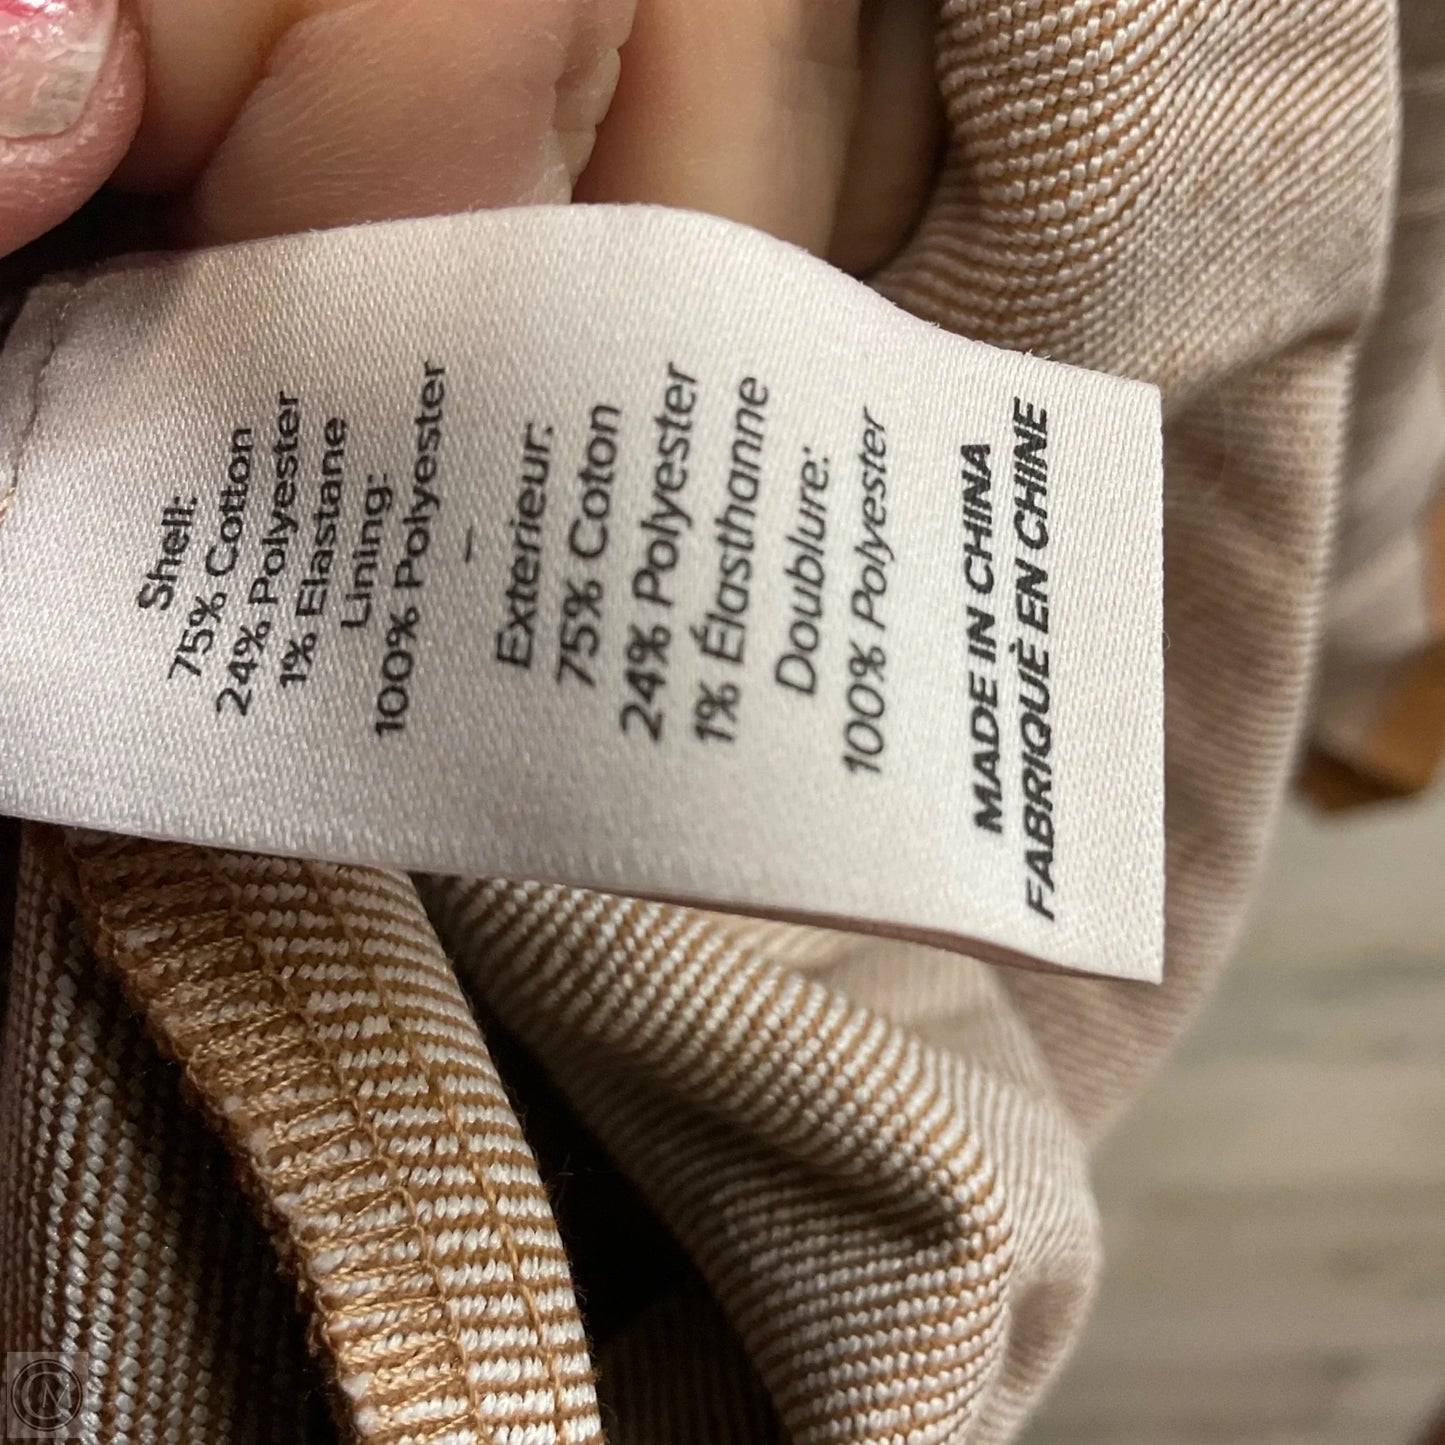 Shell:
75% Cotton
24% Polyester
1% Elastane
Lining:
100% Polyester
–
Exterieur:
75% Coton
24% Polyester
1% Élasthanne
Doublure:
100% Polyester
MADE IN CHINA
FABRIQUÈ EN CHINE